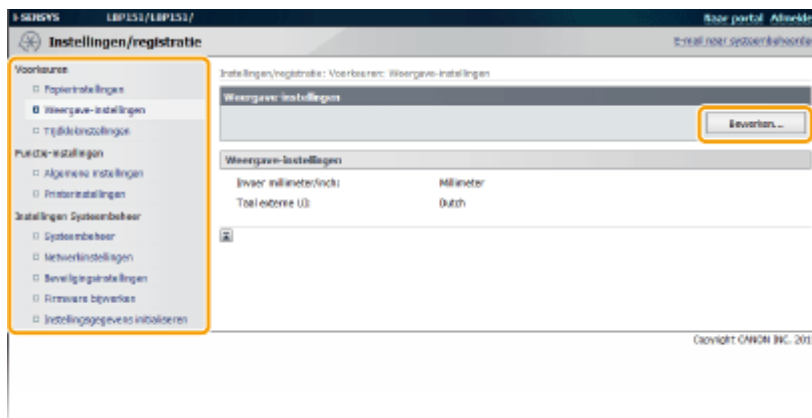 i-SENSYS LBP151/LBP151/ Naar portal
Instellingen/registratie E-mail naar systeembeheerder
Voorkeuren
Papierinstellingen
Weergave-instellingen
Tijdklokinstellingen
Functie-instellingen
Algemene instellingen
Printerinstellingen
Instellingen Systeembeheer
Systeembeheer
Netwerkinstellingen
Beveiligingsinstellingen
Firmware bijwerken
Instellingsgegevens initialiseren
Instellingen/registratie: Voorkeuren: Weergave-instellingen
Weergave-instellingen
Bewerken...
Weergave-instellingen
Invoer millimeter/inch: Millimeter
Taal externe UI: Dutch
Copyright CANON INC. 201